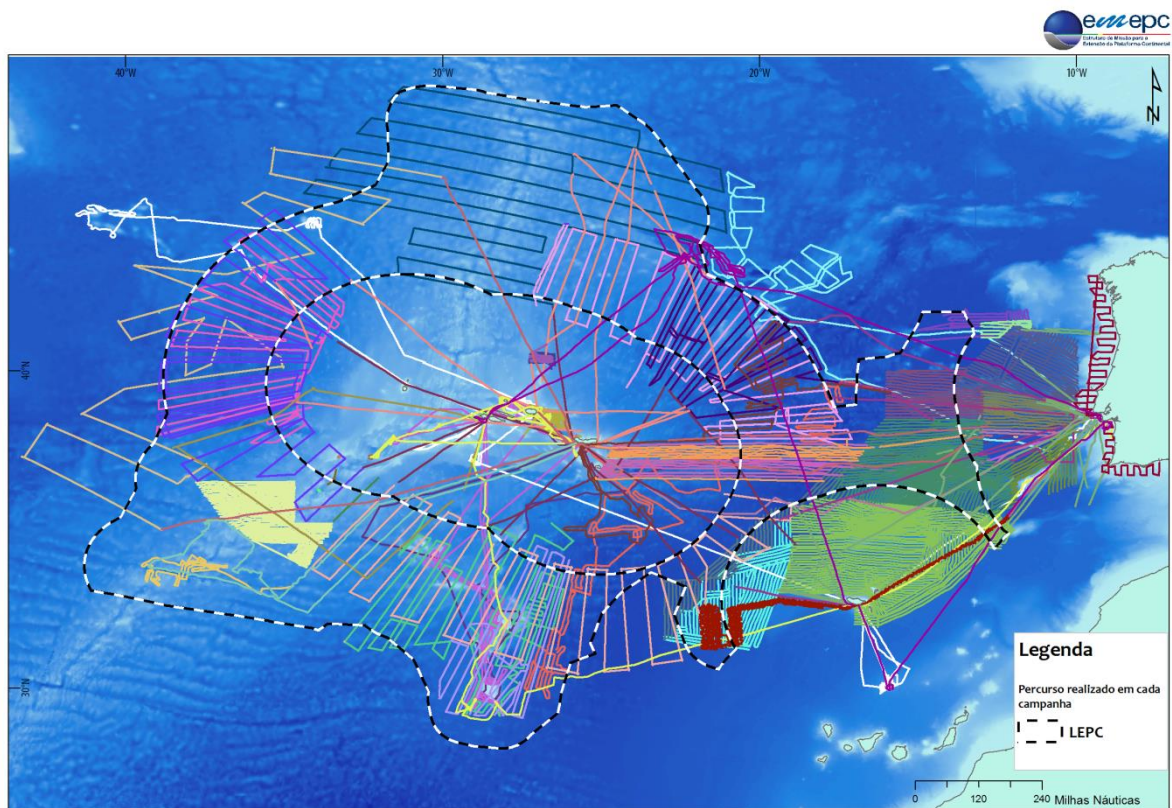 emepc
Estrutura de Missão para a
Extensão da Plataforma Continental
40°W
30°W
20°W
10°W
N
40°N
30°N
Legenda
Percurso realizado em cada
campanha
LEPC
0
120
240
Milhas Náuticas